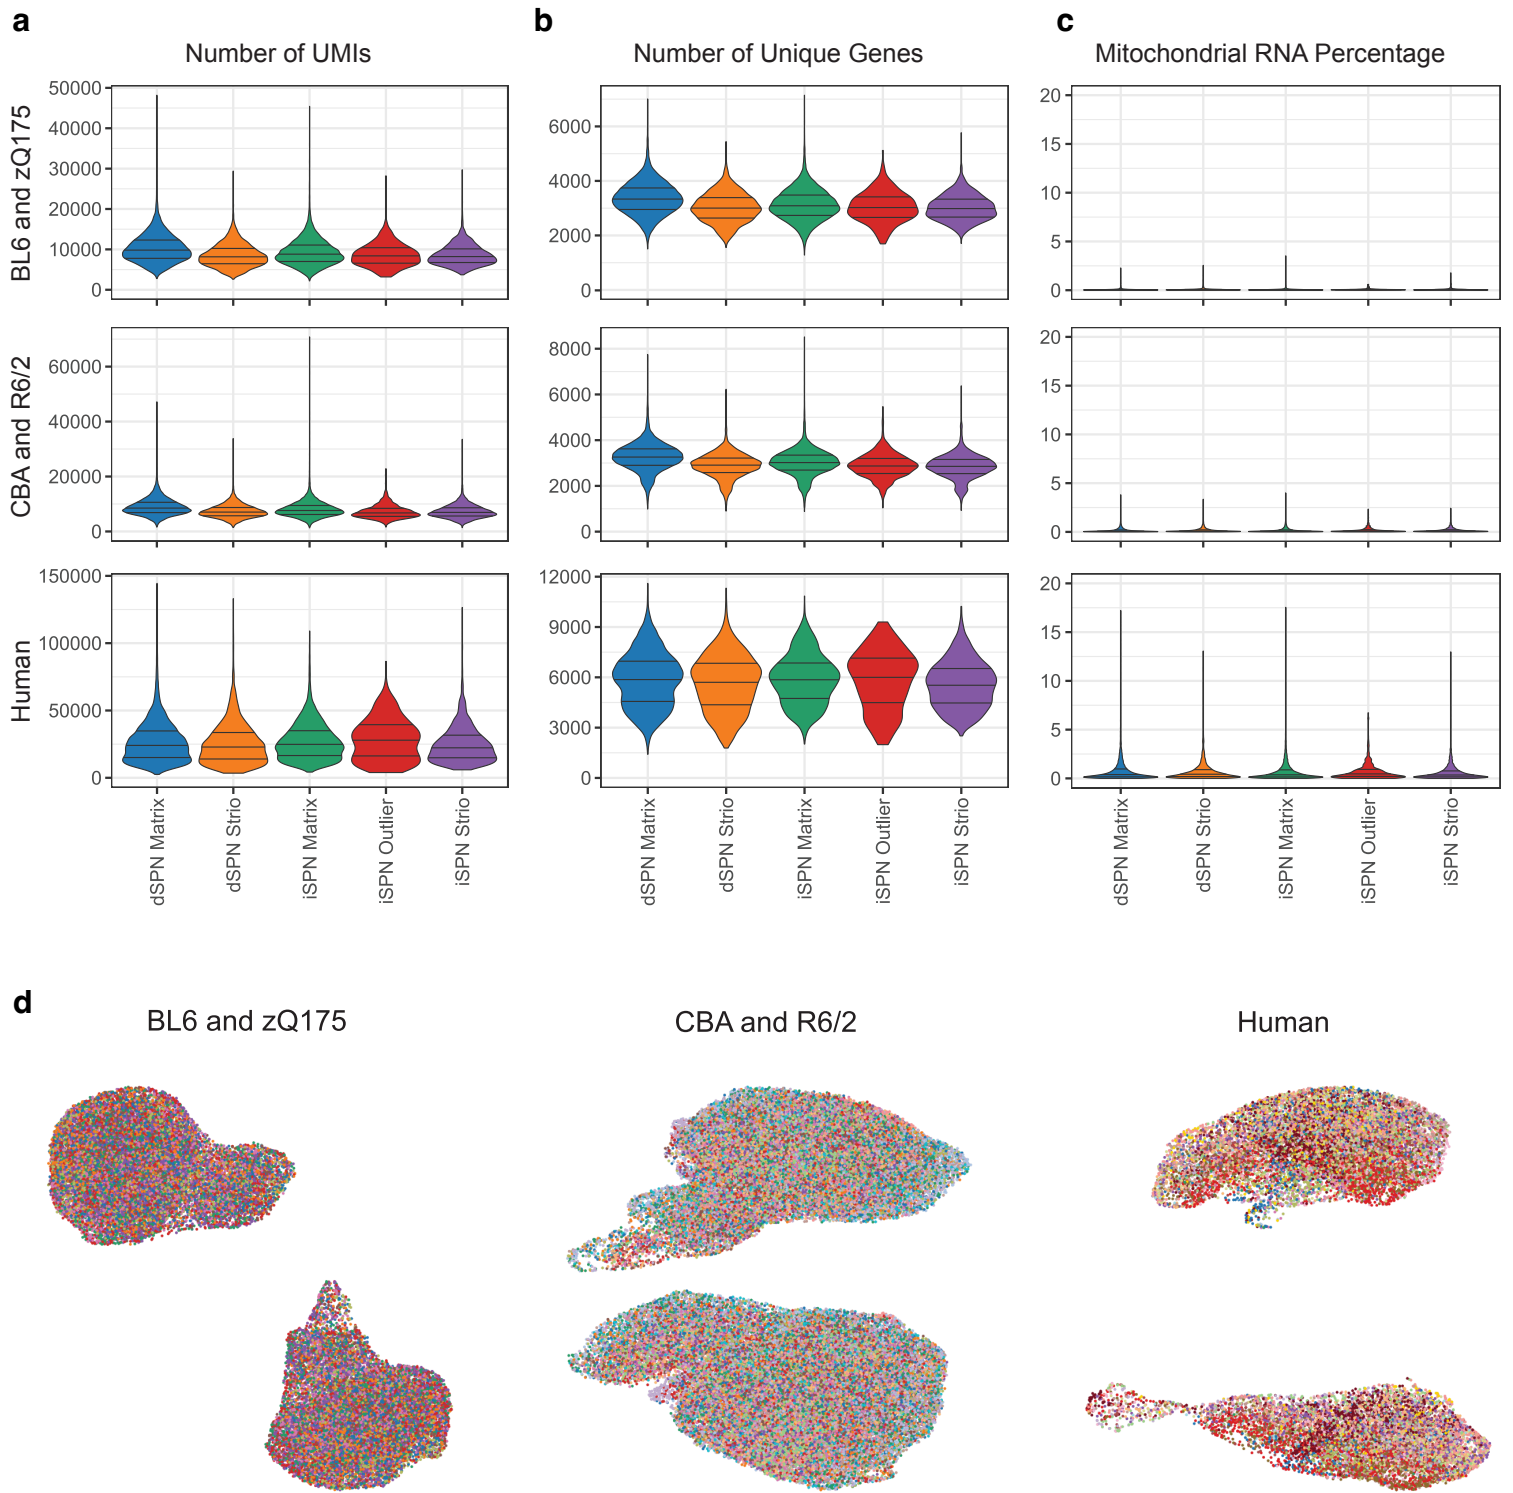 a
b
c
Number of UMIs
Number of Unique Genes
Mitochondrial RNA Percentage
BL6 and zQ175
50000
40000
30000
20000
10000
0
6000
4000
2000
0
20
15
10
5
0
CBA and R6/2
60000
40000
20000
0
8000
6000
4000
2000
0
20
15
10
5
0
Human
150000
100000
50000
0
12000
9000
6000
3000
0
20
15
10
5
0
dSPN Matrix
dSPN Strio
iSPN Matrix
iSPN Outlier
iSPN Strio
dSPN Matrix
dSPN Strio
iSPN Matrix
iSPN Outlier
iSPN Strio
dSPN Matrix
dSPN Strio
iSPN Matrix
iSPN Outlier
iSPN Strio
d
BL6 and zQ175
CBA and R6/2
Human